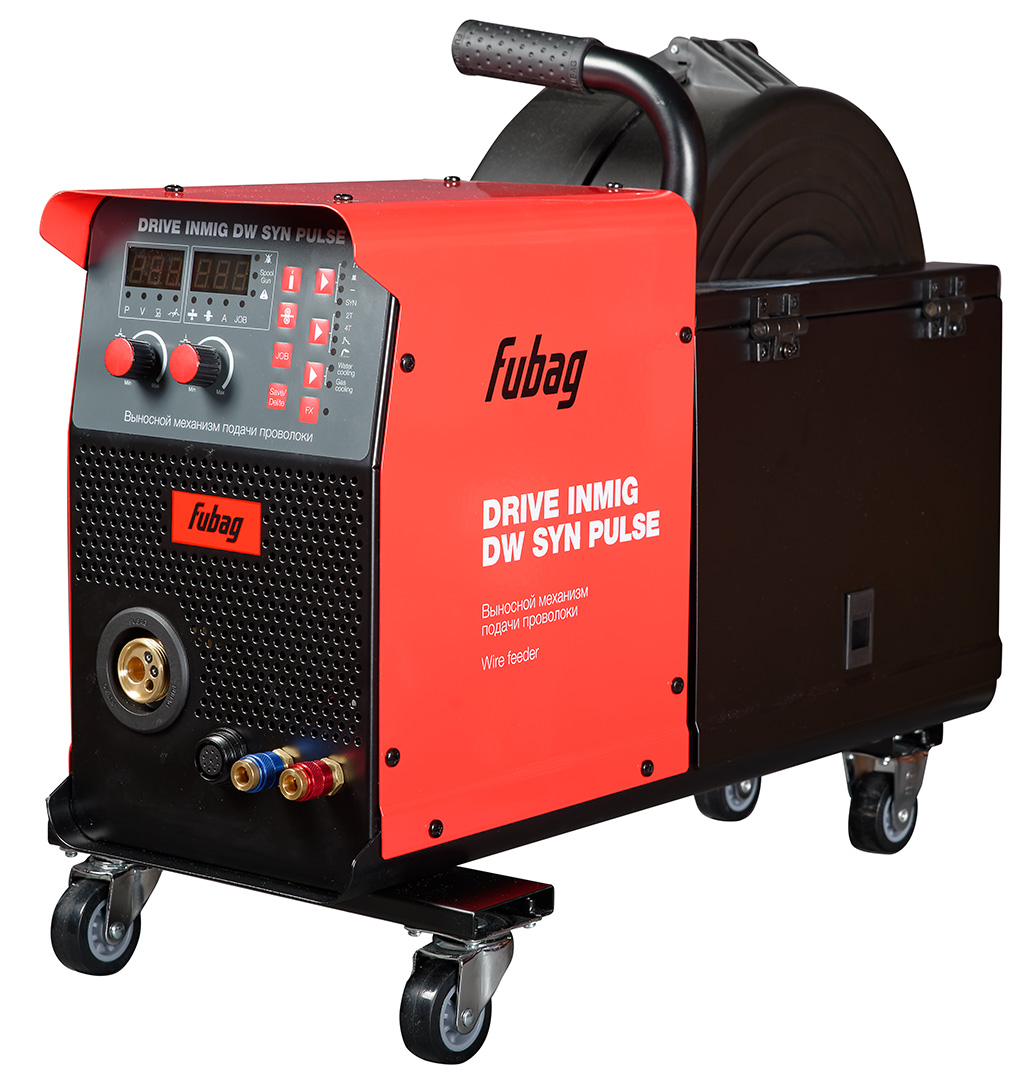 DRIVE INMIG DW SYN PULSE
Spool
Gun
P V A JOB
SYN
2T
4T
JOB
Water
cooling
Gas
cooling
Save/
Delete
FX
Min
Min Max
Выносной механизм подачи проволоки
fubag
fubag
DRIVE INMIG
DW SYN PULSE
Выносной механизм
подачи проволоки
Wire feeder